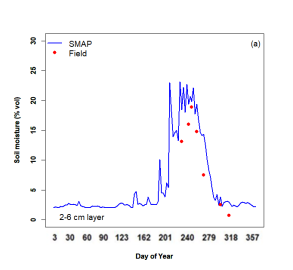 (a)
SMAP
Field
Soil moisture (% vol)
30
25
20
15
10
5
0
2-6 cm layer
3 30 60 90 123 162 201 240 279 318 357
Day of Year